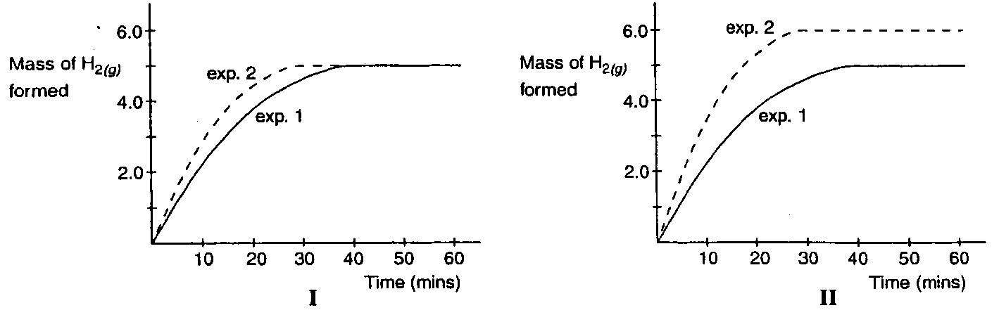 6.0
Mass of H2(g)
formed
exp. 2
4.0
exp. 1
2.0
10 20 30 40 50 60
Time (mins)
I
exp. 2
6.0
Mass of H2(g)
formed
4.0
exp. 1
2.0
10 20 30 40 50 60
Time (mins)
II